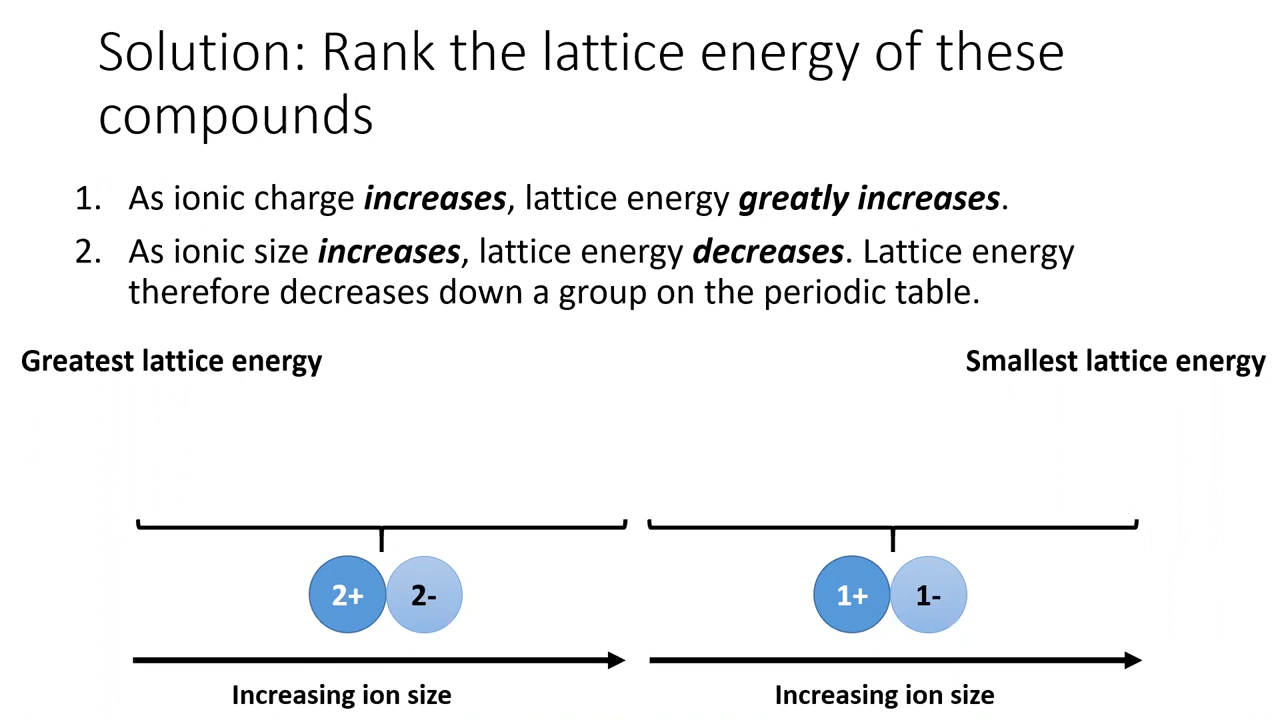 Solution: Rank the lattice energy of these
compounds
1. As ionic charge increases, lattice energy greatly increases.
2. As ionic size increases, lattice energy decreases. Lattice energy
therefore decreases down a group on the periodic table.
Greatest lattice energy
Smallest lattice energy
2+ 2-
1+ 1-
Increasing ion size
Increasing ion size